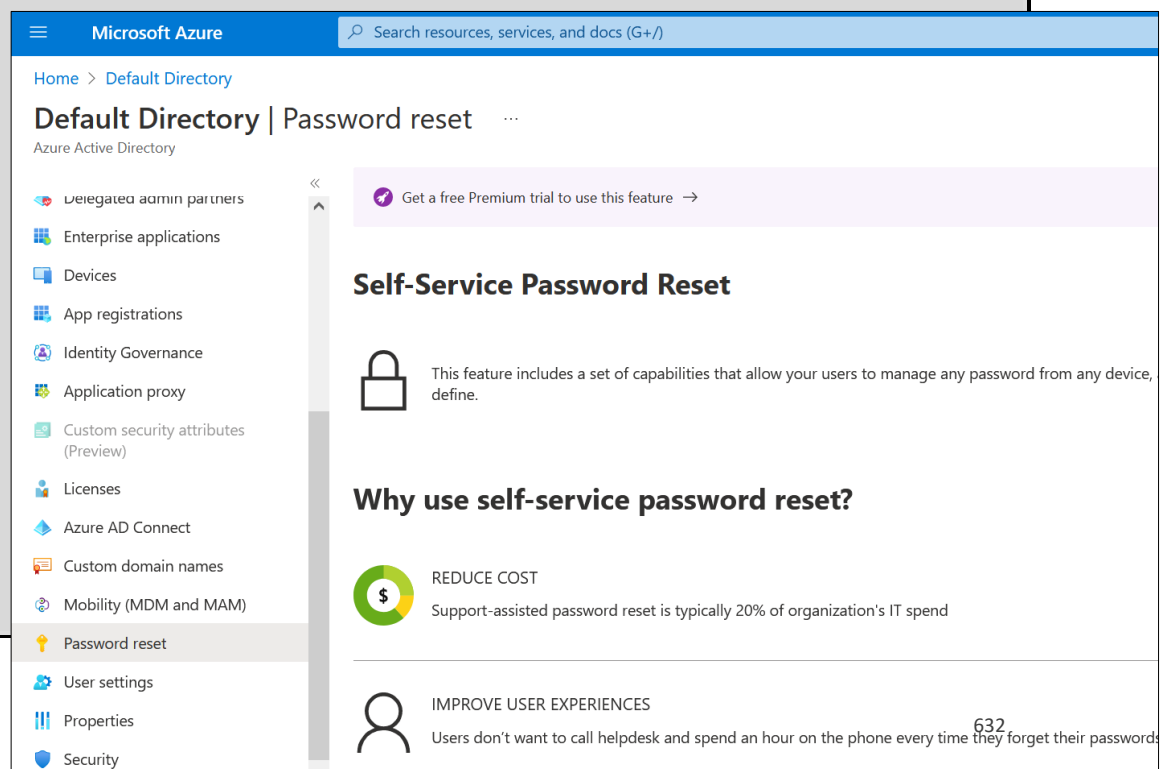 Microsoft Azure
Search resources, services, and docs (G+/)
Home > Default Directory
Default Directory | Password reset ...
Azure Active Directory
«
Delegated admin partners
Enterprise applications
Devices
App registrations
Identity Governance
Application proxy
Custom security attributes
(Preview)
Licenses
Azure AD Connect
Custom domain names
Mobility (MDM and MAM)
Password reset
User settings
Properties
Security
Get a free Premium trial to use this feature →
Self-Service Password Reset
This feature includes a set of capabilities that allow your users to manage any password from any device,
define.
Why use self-service password reset?
$
REDUCE COST
Support-assisted password reset is typically 20% of organization's IT spend
IMPROVE USER EXPERIENCES
Users don't want to call helpdesk and spend an hour on the phone every time they forget their passwords
632